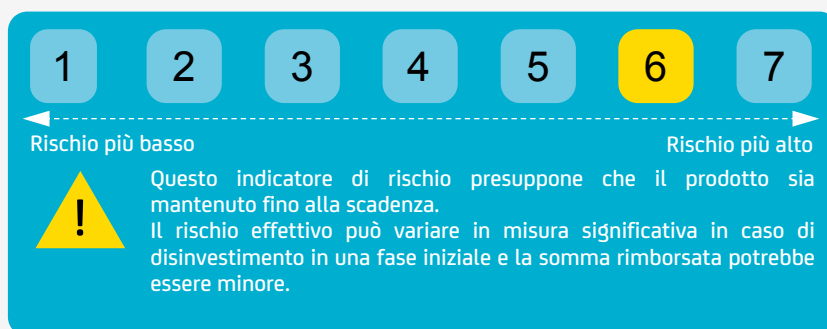 1 2 3 4 5 6 7
Rischio più basso Rischio più alto
!
Questo indicatore di rischio presuppone che il prodotto sia
mantenuto fino alla scadenza.
Il rischio effettivo può variare in misura significativa in caso di
disinvestimento in una fase iniziale e la somma rimborsata potrebbe
essere minore.